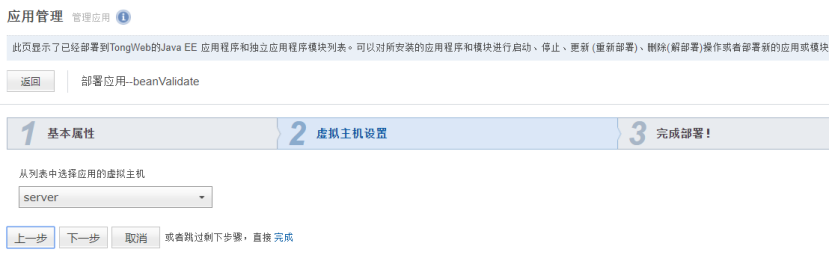 应用管理 管理应用
此页显示了已经部署到TongWeb的Java EE 应用程序和独立应用程序模块列表。可以对所安装的应用程序和模块进行启动、停止、更新 (重新部署)、删除(解部署)操作或者部署新的应用或模块
返回 部署应用--beanValidate
1 基本属性 2 虚拟主机设置 3 完成部署!
从列表中选择应用的虚拟主机
server
上一步 下一步 取消 或者跳过剩下步骤，直接 完成